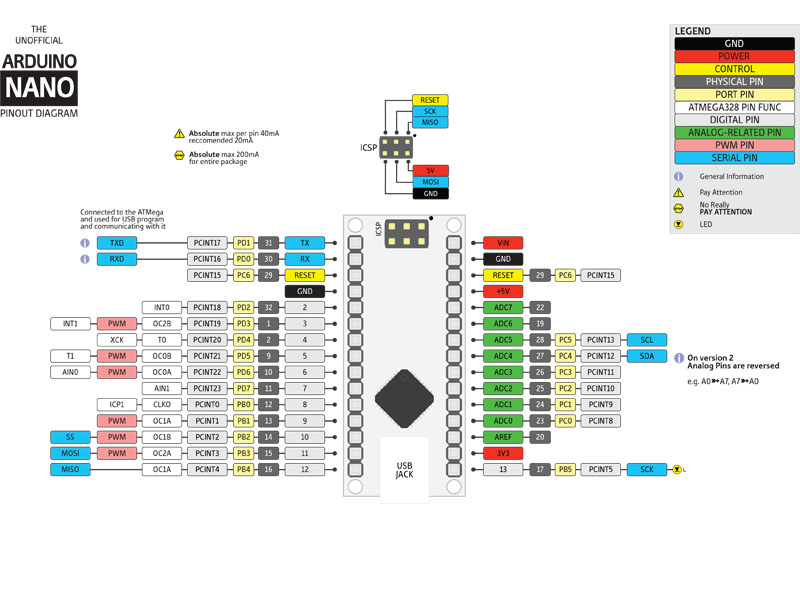 THE
UNOFFICIAL
ARDUINO
NANO
PINOUT DIAGRAM
Absolute max per pin 40mA
reccomended 20mA
Absolute max 200mA
for entire package
ICSP
RESET
SCK
MISO
5V
MOSI
GND
LEGEND
GND
POWER
CONTROL
PHYSICAL PIN
PORT PIN
ATMEGA328 PIN FUNC
DIGITAL PIN
ANALOG-RELATED PIN
PWM PIN
SERIAL PIN
General Information
Pay Attention
No Really
PAY ATTENTION
LED
Connected to the ATMega
and used for USB program
and communicating with it
TXD PCINT17 PD1 31 TX
RXD PCINT16 PD0 30 RX
PCINT15 PC6 29 RESET
GND
INT0 PCINT18 PD2 32 2
INT1 PWM OC2B PCINT19 PD3 1 3
XCK T0 PCINT20 PD4 2 4
T1 PWM OC0B PCINT21 PD5 9 5
AIN0 PWM OC0A PCINT22 PD6 10 6
AIN1 PCINT23 PD7 11 7
ICP1 CLKO PCINT0 PB0 12 8
PWM OC1A PCINT1 PB1 13 9
SS PWM OC1B PCINT2 PB2 14 10
MOSI PWM OC2A PCINT3 PB3 15 11
MISO OC1A PCINT4 PB4 16 12
ICSP
USB
JACK
VIN
GND
RESET 29 PC6 PCINT15
+5V
ADC7 22
ADC6 19
ADC5 28 PC5 PCINT13 SCL
ADC4 27 PC4 PCINT12 SDA
ADC3 26 PC3 PCINT11
ADC2 25 PC2 PCINT10
ADC1 24 PC1 PCINT9
ADC0 23 PC0 PCINT8
AREF 20
3V3
13 17 PB5 PCINT5 SCK L
On version 2
Analog Pins are reversed
e.g. A0➳A7, A7➳A0